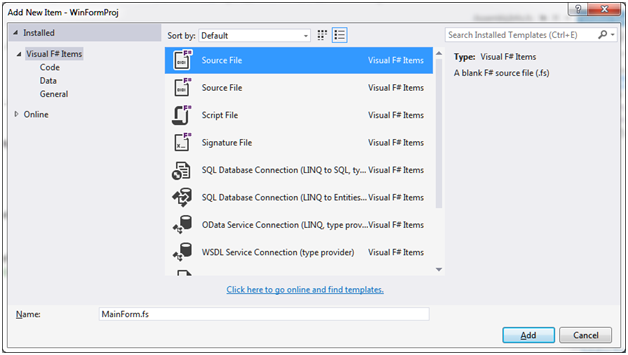 Add New Item - WinFormProj
Installed
Sort by: Default
Search Installed Templates (Ctrl+E)
Visual F# Items
Code
Data
General
Online
Source File Visual F# Items
Source File Visual F# Items
Script File Visual F# Items
Signature File Visual F# Items
SQL Database Connection (LINQ to SQL, ty... Visual F# Items
SQL Database Connection (LINQ to Entities... Visual F# Items
OData Service Connection (LINQ, type prov... Visual F# Items
WSDL Service Connection (type provider) Visual F# Items
Type: Visual F# Items
A blank F# source file (.fs)
Click here to go online and find templates.
Name: MainForm.fs
Add Cancel